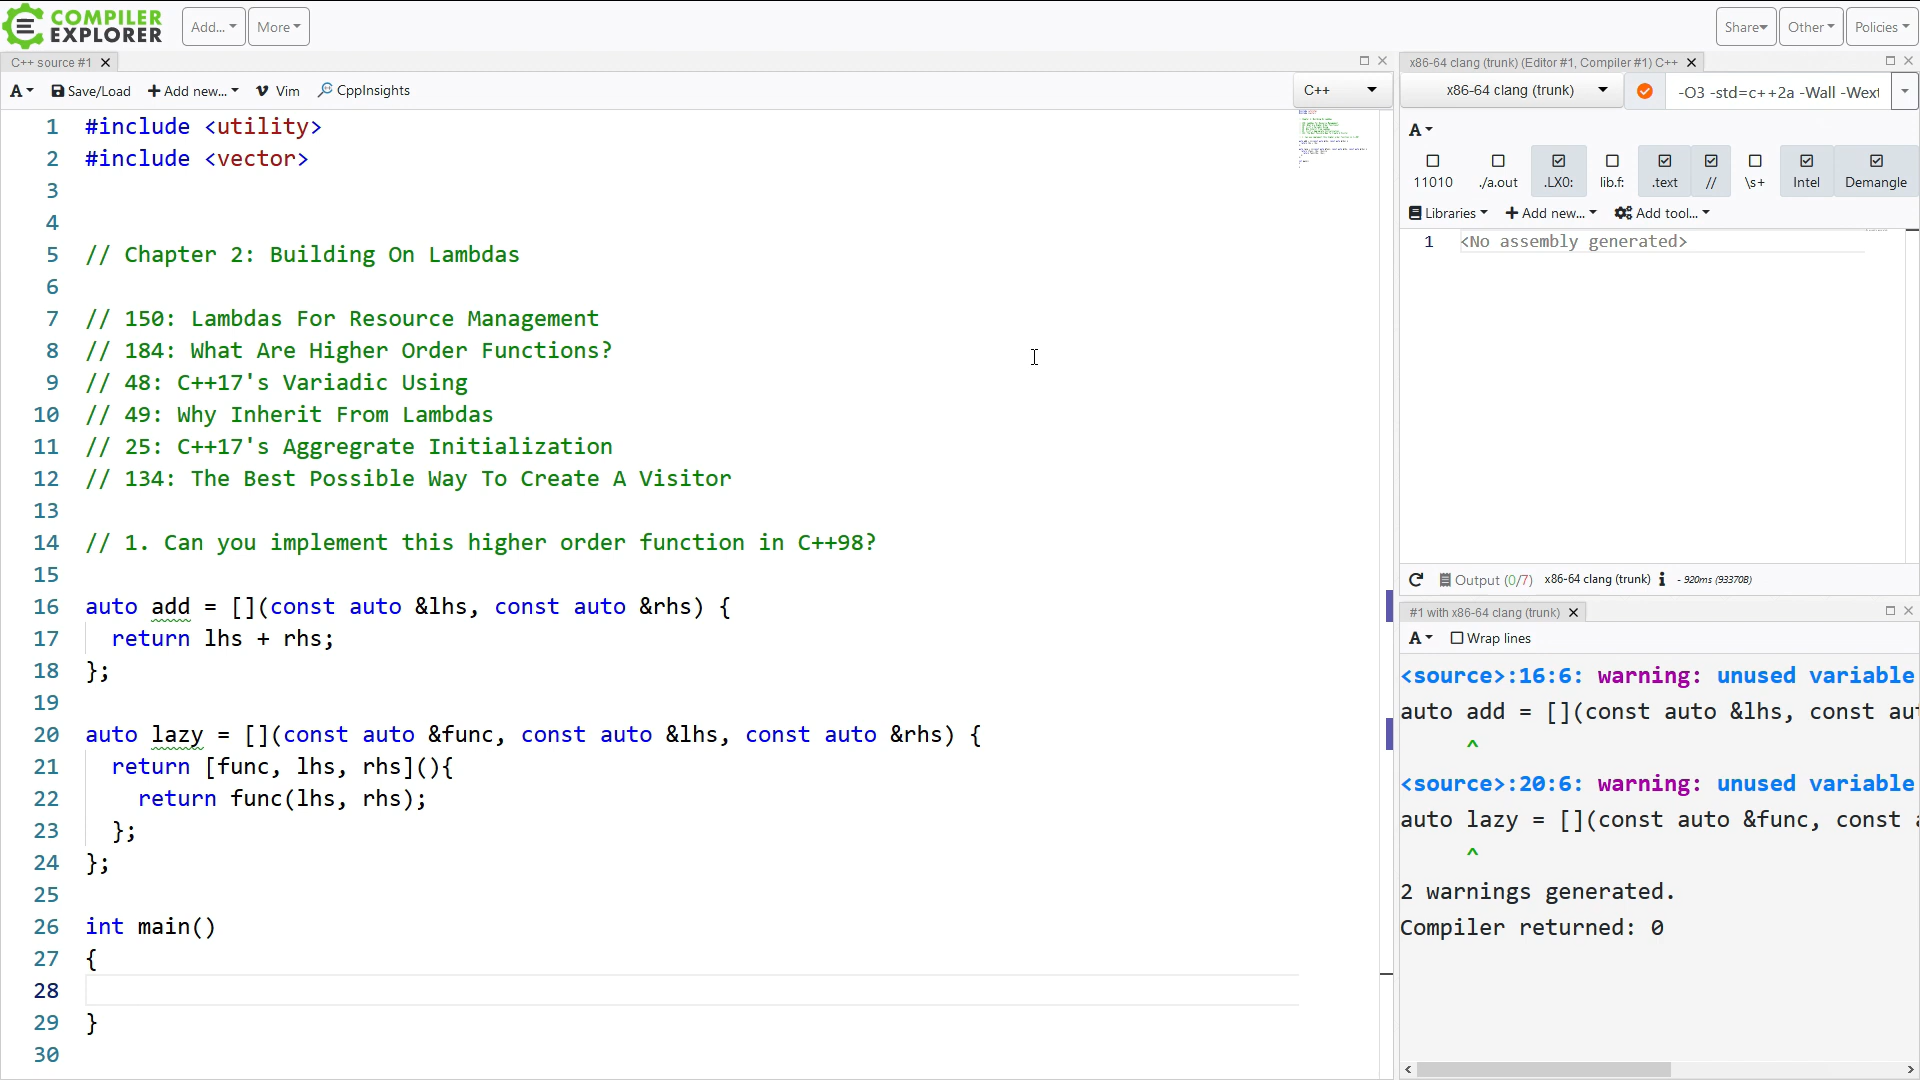 COMPILER
EXPLORER
Add...
More
Share
Other
Policies
C++ source #1
A
Save/Load
Add new...
Vim
CppInsights
C++
1 #include <utility>
2 #include <vector>
3
4
5 // Chapter 2: Building On Lambdas
6
7 // 150: Lambdas For Resource Management
8 // 184: What Are Higher Order Functions?
9 // 48: C++17's Variadic Using
10 // 49: Why Inherit From Lambdas
11 // 25: C++17's Aggregrate Initialization
12 // 134: The Best Possible Way To Create A Visitor
13
14 // 1. Can you implement this higher order function in C++98?
15
16 auto add = [](const auto &lhs, const auto &rhs) {
17   return lhs + rhs;
18 };
19
20 auto lazy = [](const auto &func, const auto &lhs, const auto &rhs) {
21   return [func, lhs, rhs](){
22     return func(lhs, rhs);
23   };
24 };
25
26 int main()
27 {
28
29 }
30
x86-64 clang (trunk) (Editor #1, Compiler #1) C++
x86-64 clang (trunk)
-O3 -std=c++2a -Wall -Wext
A
11010
./a.out
.LX0:
lib.f:
.text
//
\s+
Intel
Demangle
Libraries
Add new...
Add tool...
1 <No assembly generated>
Output (0/7) x86-64 clang (trunk) i - 920ms (93370B)
#1 with x86-64 clang (trunk)
A
Wrap lines
<source>:16:6: warning: unused variable
auto add = [](const auto &lhs, const au
^
<source>:20:6: warning: unused variable
auto lazy = [](const auto &func, const
^
2 warnings generated.
Compiler returned: 0